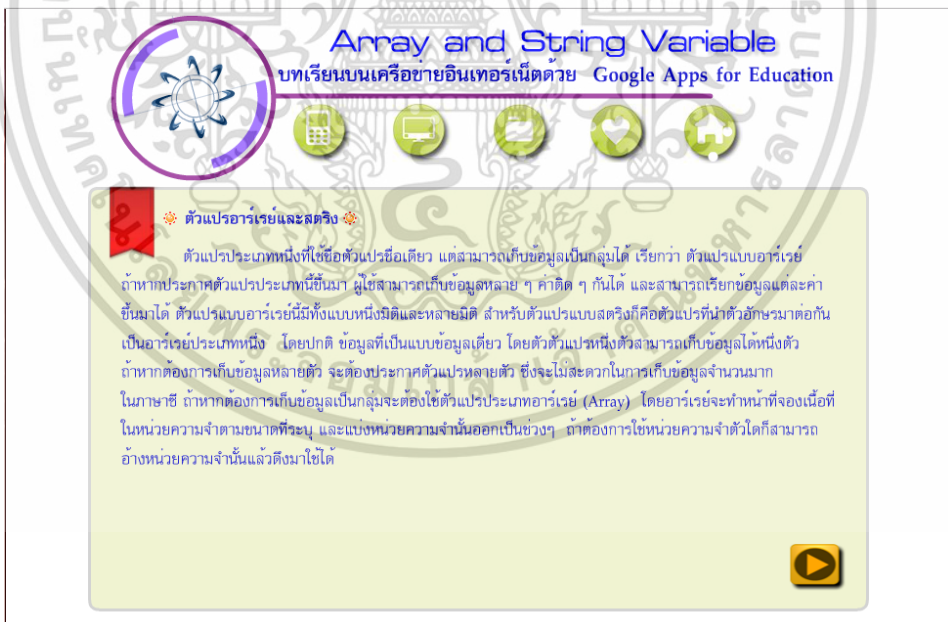 Array and String Variable
บทเรียนบนเครือข่ายอินเทอร์เน็ตด้วย Google Apps for Education
ตัวแปรอาร์เรย์และสตริง
ตัวแปรประเภทหนึ่งที่ใช้ชื่อตัวแปรชื่อเดียว แต่สามารถเก็บข้อมูลเป็นกลุ่มได้ เรียกว่า ตัวแปรแบบอาร์เรย์
ถ้าหากประกาศตัวแปรประเภทนี้ขึ้นมา ผู้ใช้สามารถเก็บข้อมูลหลาย ๆ ค่าติด ๆ กันได้ และสามารถเรียกข้อมูลแต่ละค่า
ขึ้นมาได้ ตัวแปรแบบอาร์เรย์นี้มีทั้งแบบหนึ่งมิติและหลายมิติ สำหรับตัวแปรแบบสตริงก็คือตัวแปรที่นำตัวอักษรมาต่อกัน
เป็นอาร์เรย์ประเภทหนึ่ง โดยปกติ ข้อมูลที่เป็นแบบข้อมูลเดี่ยว โดยตัวตัวแปรหนึ่งตัวสามารถเก็บข้อมูลได้หนึ่งตัว
ถ้าหากต้องการเก็บข้อมูลหลายตัว จะต้องประกาศตัวแปรหลายตัว ซึ่งจะไม่สะดวกในการเก็บข้อมูลจำนวนมาก
ในภาษาซี ถ้าหากต้องการเก็บข้อมูลเป็นกลุ่มจะต้องใช้ตัวแปรประเภทอาร์เรย์ (Array) โดยอาร์เรย์จะทำหน้าที่จองเนื้อที่
ในหน่วยความจำตามขนาดที่ระบุ และแบ่งหน่วยความจำนั้นออกเป็นช่วงๆ ถ้าต้องการใช้หน่วยความจำตัวใดก็สามารถ
อ้างหน่วยความจำนั้นแล้วดึงมาใช้ได้